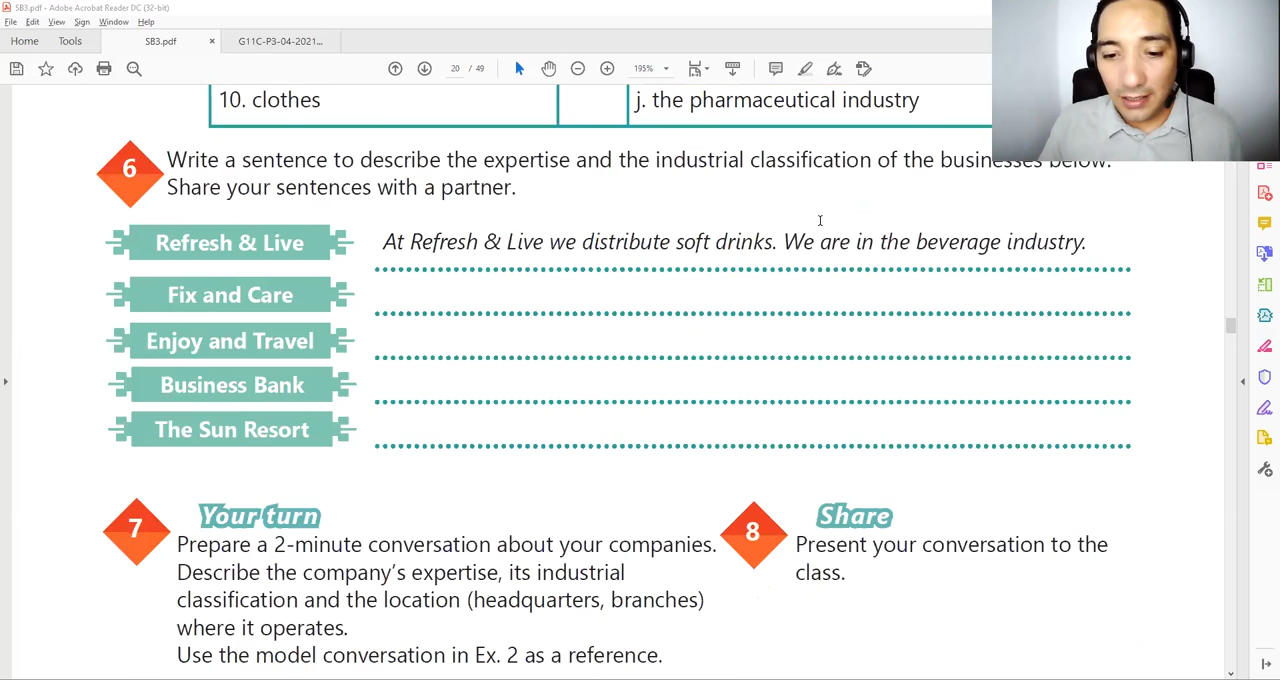 SB3.pdf - Adobe Acrobat Reader DC (32-bit)
File Edit View Sign Window Help
Home Tools SB3.pdf × G11C-P3-04-2021...
20 / 49 195%
10. clothes j. the pharmaceutical industry
6 Write a sentence to describe the expertise and the industrial classification of the businesses below.
Share your sentences with a partner.
Refresh & Live At Refresh & Live we distribute soft drinks. We are in the beverage industry.
Fix and Care
Enjoy and Travel
Business Bank
The Sun Resort
7 Your turn
Prepare a 2-minute conversation about your companies.
Describe the company's expertise, its industrial
classification and the location (headquarters, branches)
where it operates.
Use the model conversation in Ex. 2 as a reference.
8 Share
Present your conversation to the
class.